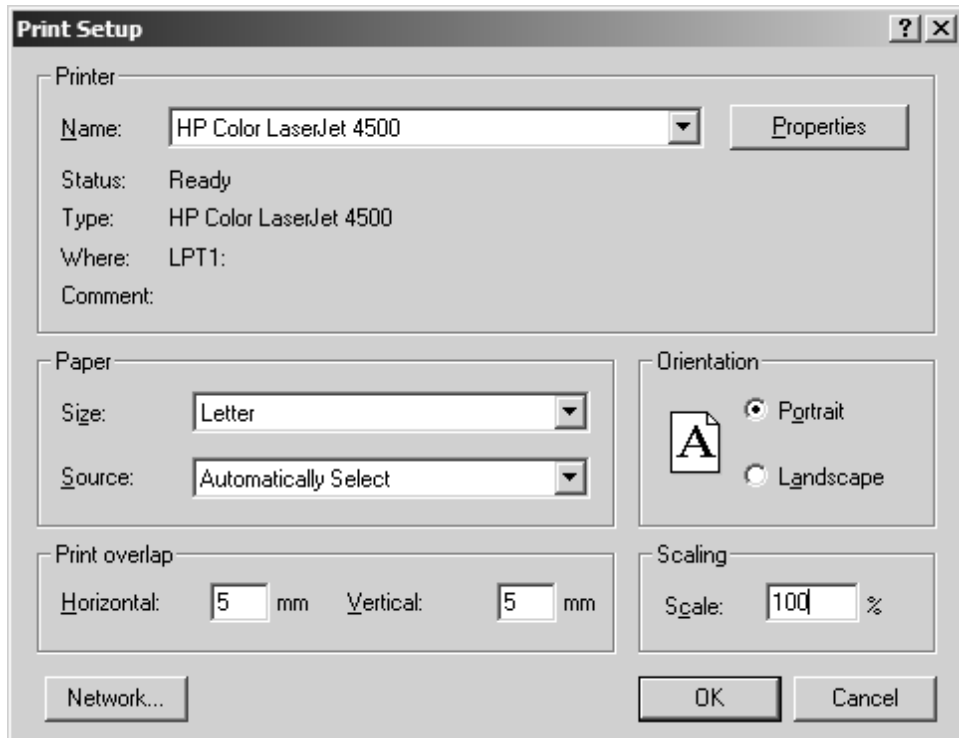 Print Setup
Printer
Name: HP Color LaserJet 4500 Properties
Status: Ready
Type: HP Color LaserJet 4500
Where: LPT1:
Comment:
Paper
Size: Letter
Source: Automatically Select
Orientation
A
Portrait
Landscape
Print overlap
Horizontal: 5 mm Vertical: 5 mm
Scaling
Scale: 100 %
Network... OK Cancel